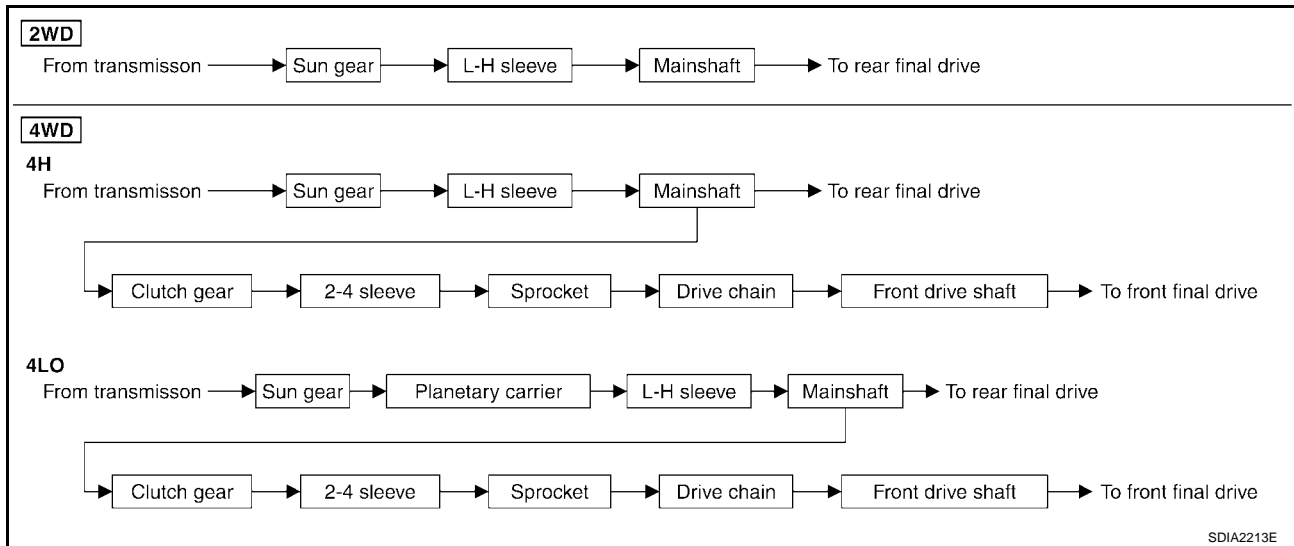 2WD
From transmisson Sun gear L-H sleeve Mainshaft To rear final drive
4WD
4H
From transmisson Sun gear L-H sleeve Mainshaft To rear final drive
Clutch gear 2-4 sleeve Sprocket Drive chain Front drive shaft To front final drive
4LO
From transmisson Sun gear Planetary carrier L-H sleeve Mainshaft To rear final drive
Clutch gear 2-4 sleeve Sprocket Drive chain Front drive shaft To front final drive
SDIA2213E